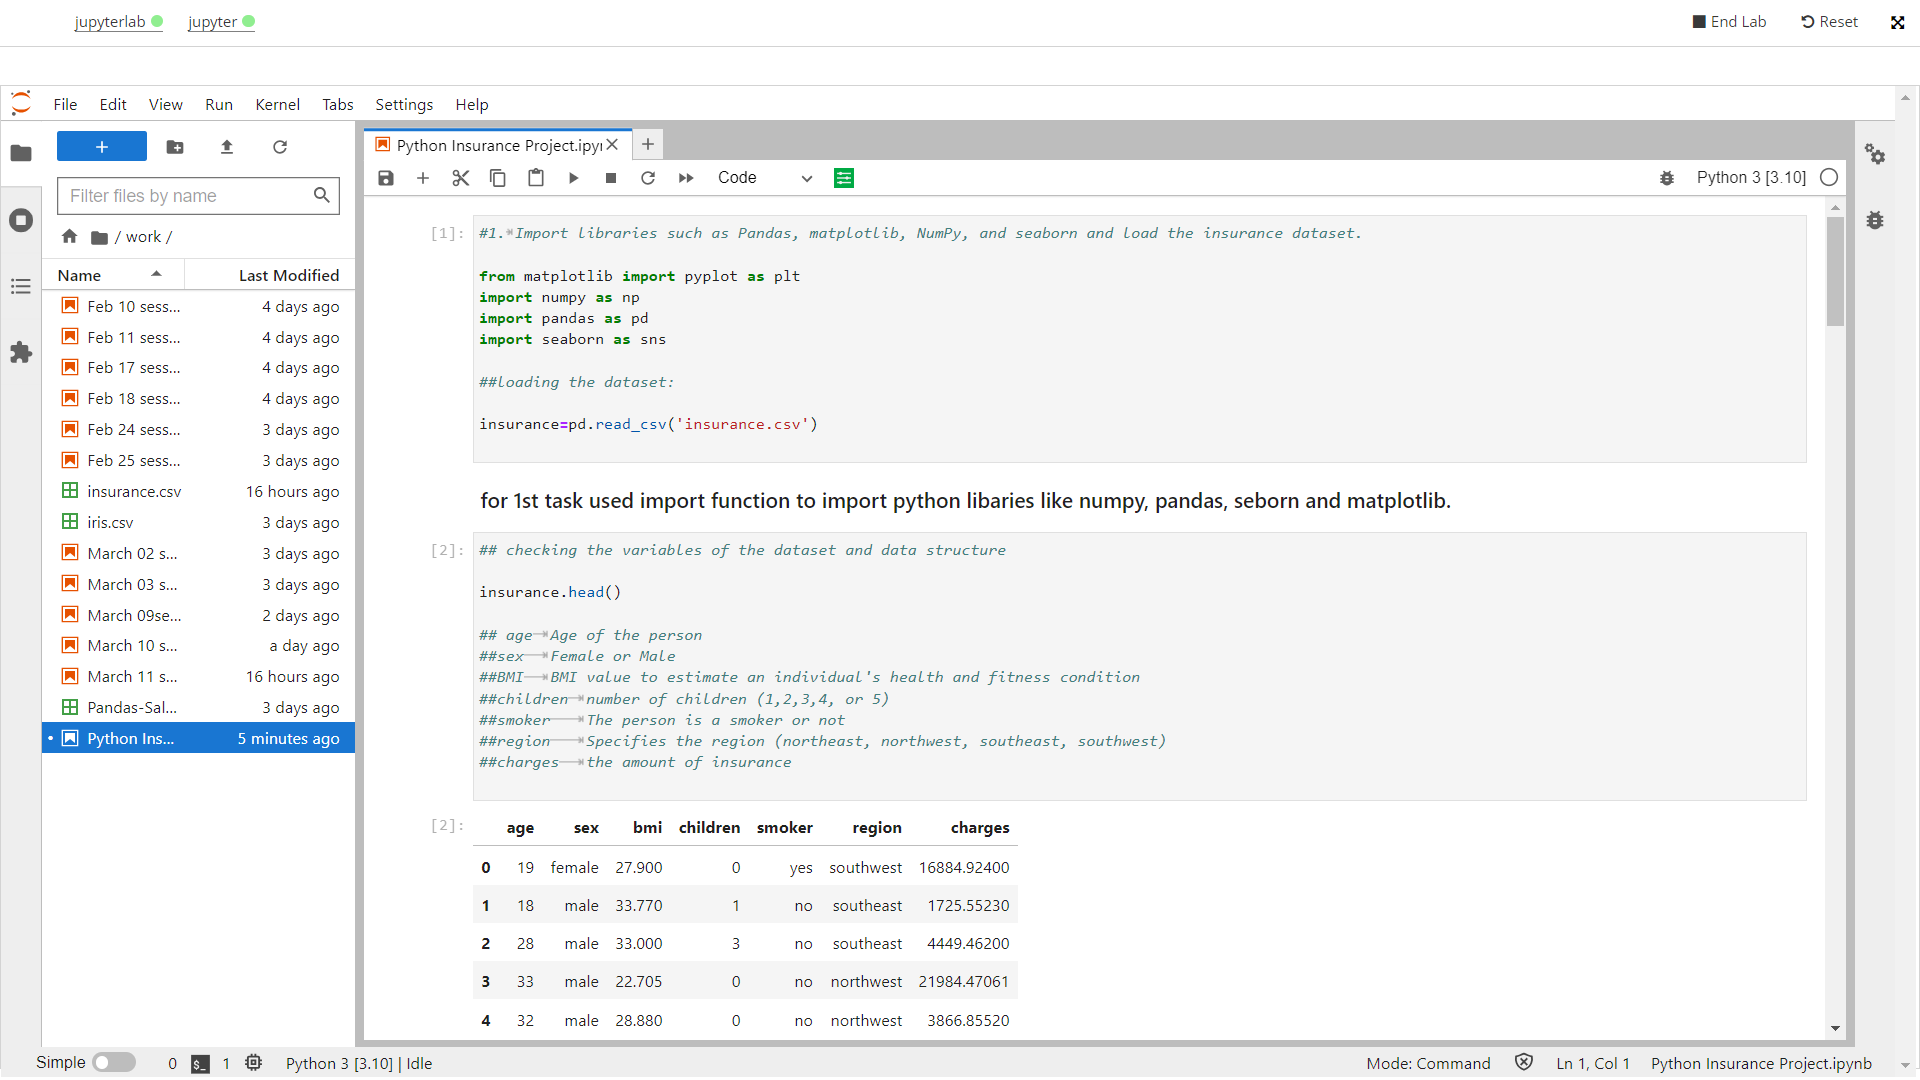 jupyterlab jupyter End Lab Reset
File Edit View Run Kernel Tabs Settings Help
+
Filter files by name
/ work /
Name Last Modified
Feb 10 sess... 4 days ago
Feb 11 sess... 4 days ago
Feb 17 sess... 4 days ago
Feb 18 sess... 4 days ago
Feb 24 sess... 3 days ago
Feb 25 sess... 3 days ago
insurance.csv 16 hours ago
iris.csv 3 days ago
March 02 s... 3 days ago
March 03 s... 3 days ago
March 09se... 2 days ago
March 10 s... a day ago
March 11 s... 16 hours ago
Pandas-Sal... 3 days ago
• Python Ins... 5 minutes ago
Python Insurance Project.ipyn
Code Python 3 [3.10]
[1]: #1. Import libraries such as Pandas, matplotlib, NumPy, and seaborn and load the insurance dataset.
from matplotlib import pyplot as plt
import numpy as np
import pandas as pd
import seaborn as sns
##loading the dataset:
insurance=pd.read_csv('insurance.csv')
for 1st task used import function to import python libaries like numpy, pandas, seborn and matplotlib.
[2]: ## checking the variables of the dataset and data structure
insurance.head()
## age Age of the person
##sex Female or Male
##BMI BMI value to estimate an individual's health and fitness condition
##children number of children (1,2,3,4, or 5)
##smoker The person is a smoker or not
##region Specifies the region (northeast, northwest, southeast, southwest)
##charges the amount of insurance
[2]: age sex bmi children smoker region charges
0 19 female 27.900 0 yes southwest 16884.92400
1 18 male 33.770 1 no southeast 1725.55230
2 28 male 33.000 3 no southeast 4449.46200
3 33 male 22.705 0 no northwest 21984.47061
4 32 male 28.880 0 no northwest 3866.85520
Simple 0 $_ 1 Python 3 [3.10] | Idle Mode: Command Ln 1, Col 1 Python Insurance Project.ipynb